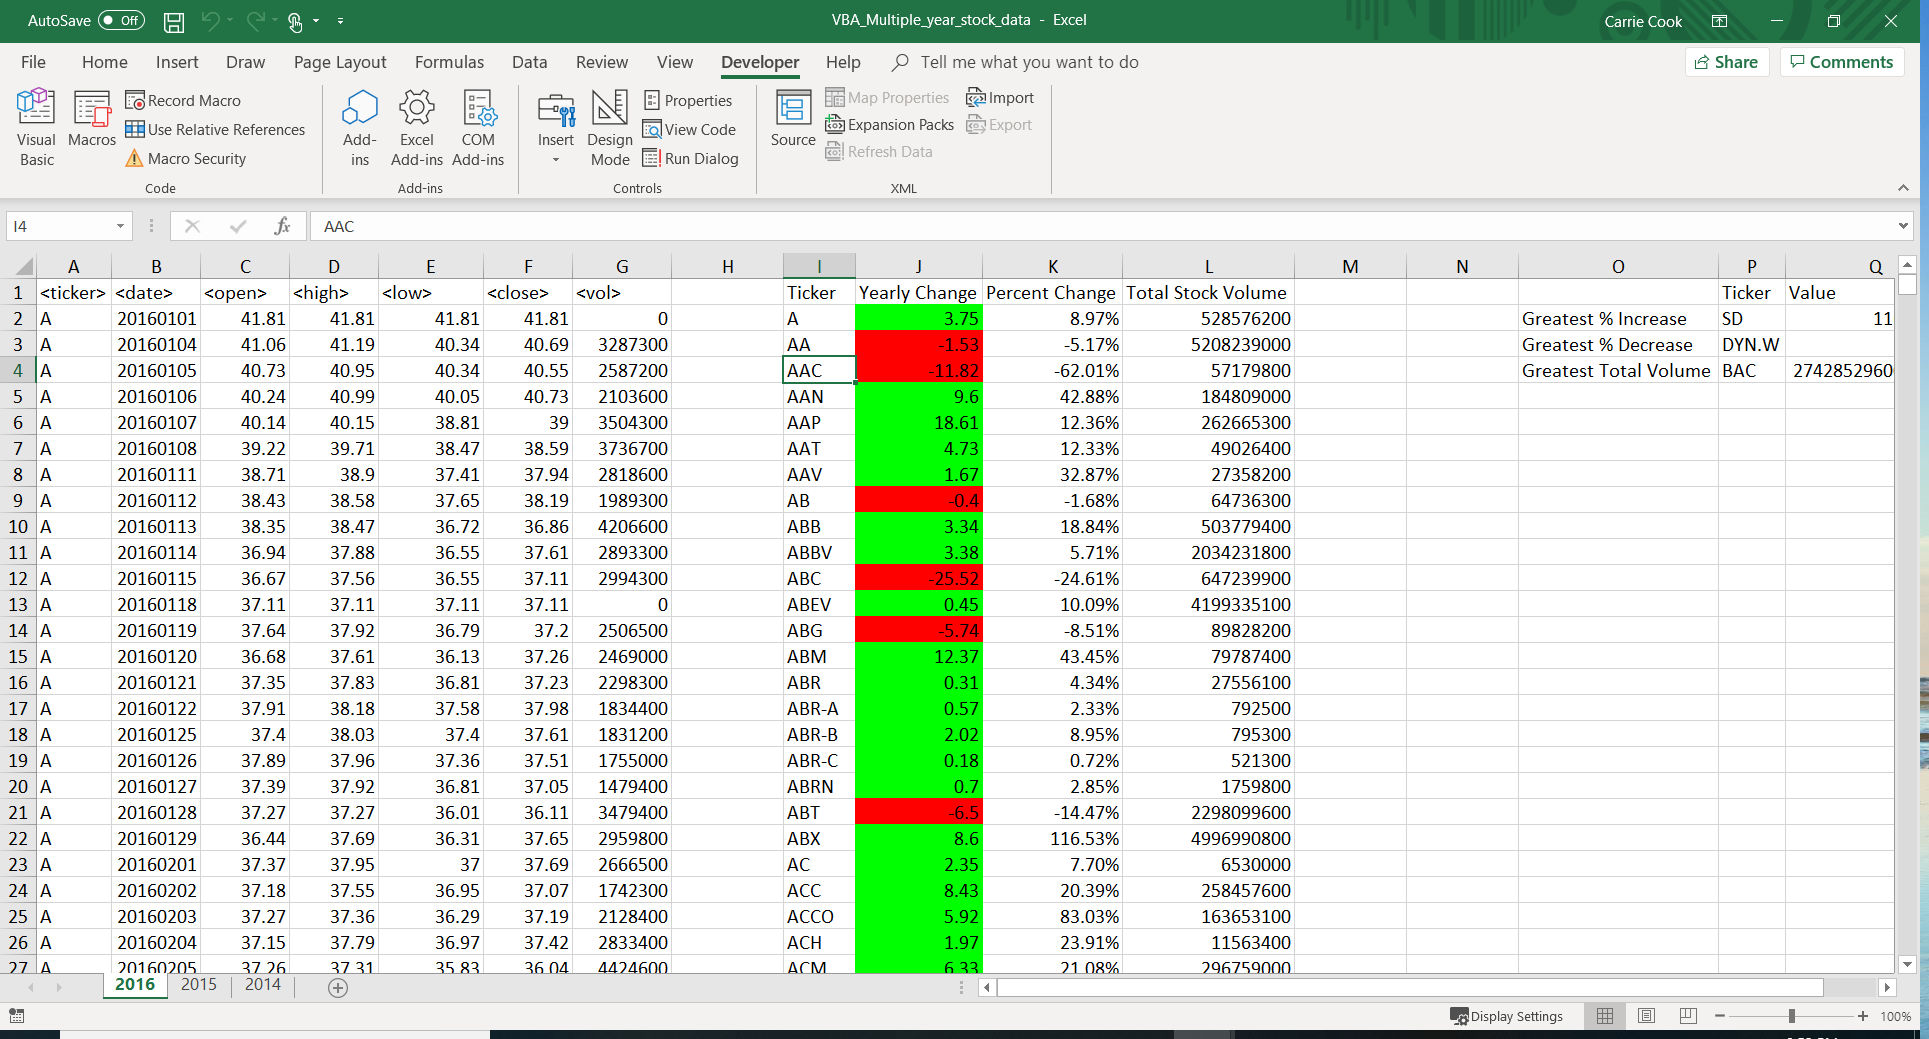 AutoSave Off VBA_Multiple_year_stock_data - Excel Carrie Cook
File Home Insert Draw Page Layout Formulas Data Review View Developer Help Tell me what you want to do Share Comments
Visual Basic
Macros
Record Macro
Use Relative References
Macro Security
Code
Add-ins
Excel Add-ins
COM Add-ins
Add-ins
Insert
Design Mode
Properties
View Code
Run Dialog
Controls
Source
Map Properties
Expansion Packs
Refresh Data
Import
Export
XML
I4 fx AAC
A B C D E F G H I J K L M N O P Q
1 <ticker> <date> <open> <high> <low> <close> <vol> Ticker Yearly Change Percent Change Total Stock Volume Ticker Value
2 A 20160101 41.81 41.81 41.81 41.81 0 A 3.75 8.97% 528576200 Greatest % Increase SD 11
3 A 20160104 41.06 41.19 40.34 40.69 3287300 AA -1.53 -5.17% 5208239000 Greatest % Decrease DYN.W
4 A 20160105 40.73 40.95 40.34 40.55 2587200 AAC -11.82 -62.01% 57179800 Greatest Total Volume BAC 2742852960
5 A 20160106 40.24 40.99 40.05 40.73 2103600 AAN 9.6 42.88% 184809000
6 A 20160107 40.14 40.15 38.81 39 3504300 AAP 18.61 12.36% 262665300
7 A 20160108 39.22 39.71 38.47 38.59 3736700 AAT 4.73 12.33% 49026400
8 A 20160111 38.71 38.9 37.41 37.94 2818600 AAV 1.67 32.87% 27358200
9 A 20160112 38.43 38.58 37.65 38.19 1989300 AB -0.4 -1.68% 64736300
10 A 20160113 38.35 38.47 36.72 36.86 4206600 ABB 3.34 18.84% 503779400
11 A 20160114 36.94 37.88 36.55 37.61 2893300 ABBV 3.38 5.71% 2034231800
12 A 20160115 36.67 37.56 36.55 37.11 2994300 ABC -25.52 -24.61% 647239900
13 A 20160118 37.11 37.11 37.11 37.11 0 ABEV 0.45 10.09% 4199335100
14 A 20160119 37.64 37.92 36.79 37.2 2506500 ABG -5.74 -8.51% 89828200
15 A 20160120 36.68 37.61 36.13 37.26 2469000 ABM 12.37 43.45% 79787400
16 A 20160121 37.35 37.83 36.81 37.23 2298300 ABR 0.31 4.34% 27556100
17 A 20160122 37.91 38.18 37.58 37.98 1834400 ABR-A 0.57 2.33% 792500
18 A 20160125 37.4 38.03 37.4 37.61 1831200 ABR-B 2.02 8.95% 795300
19 A 20160126 37.89 37.96 37.36 37.51 1755000 ABR-C 0.18 0.72% 521300
20 A 20160127 37.39 37.92 36.81 37.05 1479400 ABRN 0.7 2.85% 1759800
21 A 20160128 37.27 37.27 36.01 36.11 3479400 ABT -6.5 -14.47% 2298099600
22 A 20160129 36.44 37.69 36.31 37.65 2959800 ABX 8.6 116.53% 4996990800
23 A 20160201 37.37 37.95 37 37.69 2666500 AC 2.35 7.70% 6530000
24 A 20160202 37.18 37.55 36.95 37.07 1742300 ACC 8.43 20.39% 258457600
25 A 20160203 37.27 37.36 36.29 37.19 2128400 ACCO 5.92 83.03% 163653100
26 A 20160204 37.15 37.79 36.97 37.42 2833400 ACH 1.97 23.91% 11563400
27 A 20160205 37.26 37.31 35.83 36.04 4424600 ACM 6.33 21.08% 296759000
2016 2015 2014
Display Settings 100%